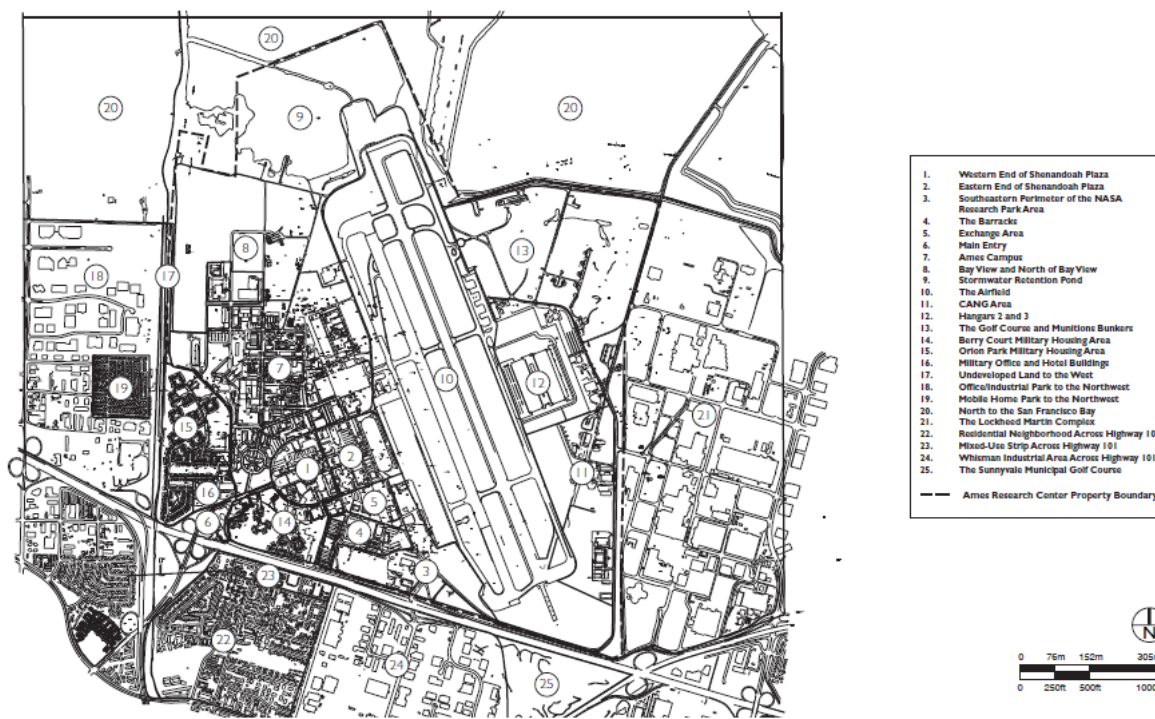 20
20
20
9
8
13
18
17
7
10
12
19
21
15
1
2
11
16
5
6
14
4
3
23
22
24
25
1. Western End of Shenandoah Plaza
2. Eastern End of Shenandoah Plaza
3. Southeastern Perimeter of the NASA
Research Park Area
4. The Barracks
5. Exchange Area
6. Main Entry
7. Ames Campus
8. Bay View and North of Bay View
9. Stormwater Retention Pond
10. The Airfield
11. CANG Area
12. Hangars 2 and 3
13. The Golf Course and Munitions Bunkers
14. Berry Court Military Housing Area
15. Orion Park Military Housing Area
16. Military Office and Hotel Buildings
17. Undeveloped Land to the West
18. Office/Industrial Park to the Northwest
19. Mobile Home Park to the Northwest
20. North to the San Francisco Bay
21. The Lockheed Martin Complex
22. Residential Neighborhood Across Highway 10
23. Mixed-Use Strip Across Highway 101
24. Whisman Industrial Area Across Highway 101
25. The Sunnyvale Municipal Golf Course
Ames Research Center Property Boundary
N
0 76m 152m 305
0 250ft 500ft 1000